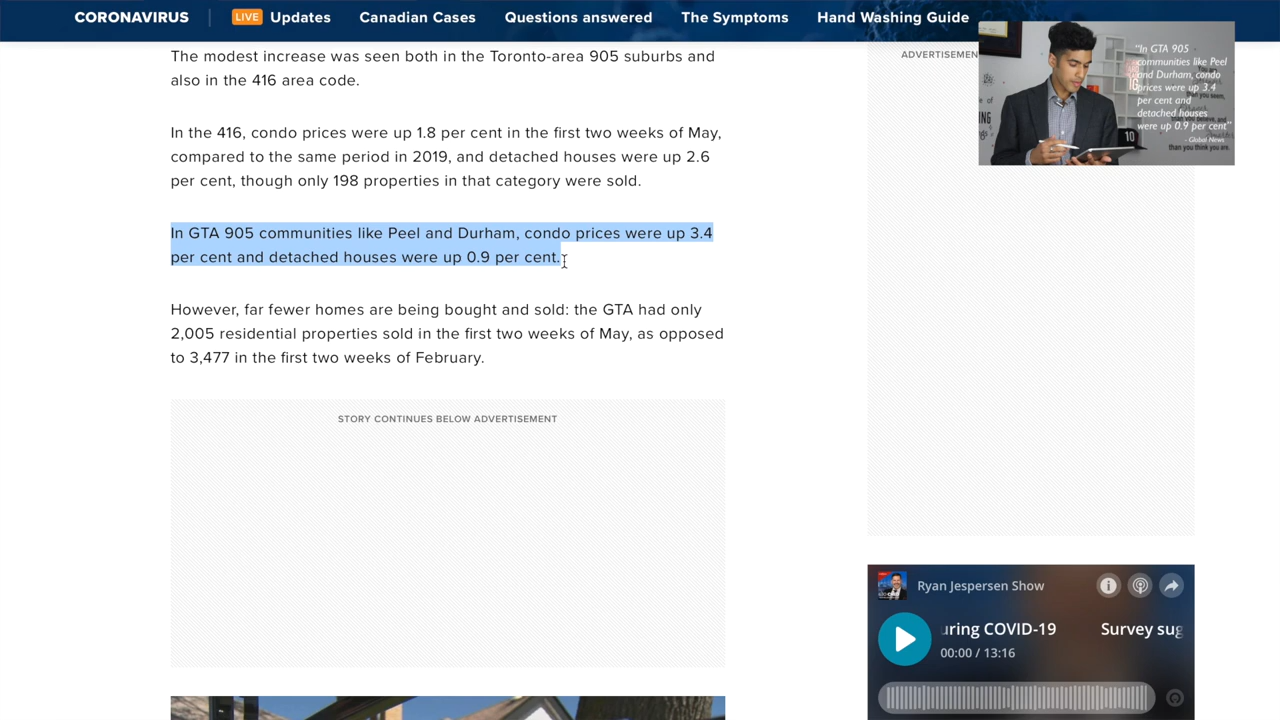 CORONAVIRUS
LIVE Updates
Canadian Cases
Questions answered
The Symptoms
Hand Washing Guide
The modest increase was seen both in the Toronto-area 905 suburbs and
also in the 416 area code.
In the 416, condo prices were up 1.8 per cent in the first two weeks of May,
compared to the same period in 2019, and detached houses were up 2.6
per cent, though only 198 properties in that category were sold.
In GTA 905 communities like Peel and Durham, condo prices were up 3.4
per cent and detached houses were up 0.9 per cent.
However, far fewer homes are being bought and sold: the GTA had only
2,005 residential properties sold in the first two weeks of May, as opposed
to 3,477 in the first two weeks of February.
STORY CONTINUES BELOW ADVERTISEMENT
ADVERTISEMEN
"In GTA 905
communities like Peel
and Durham, condo
prices were up 3.4
per cent and
detached houses
were up 0.9 per cent"
- Global News
than you think you are.
10
Ryan Jespersen Show
uring COVID-19 Survey sug
00:00 / 13:16